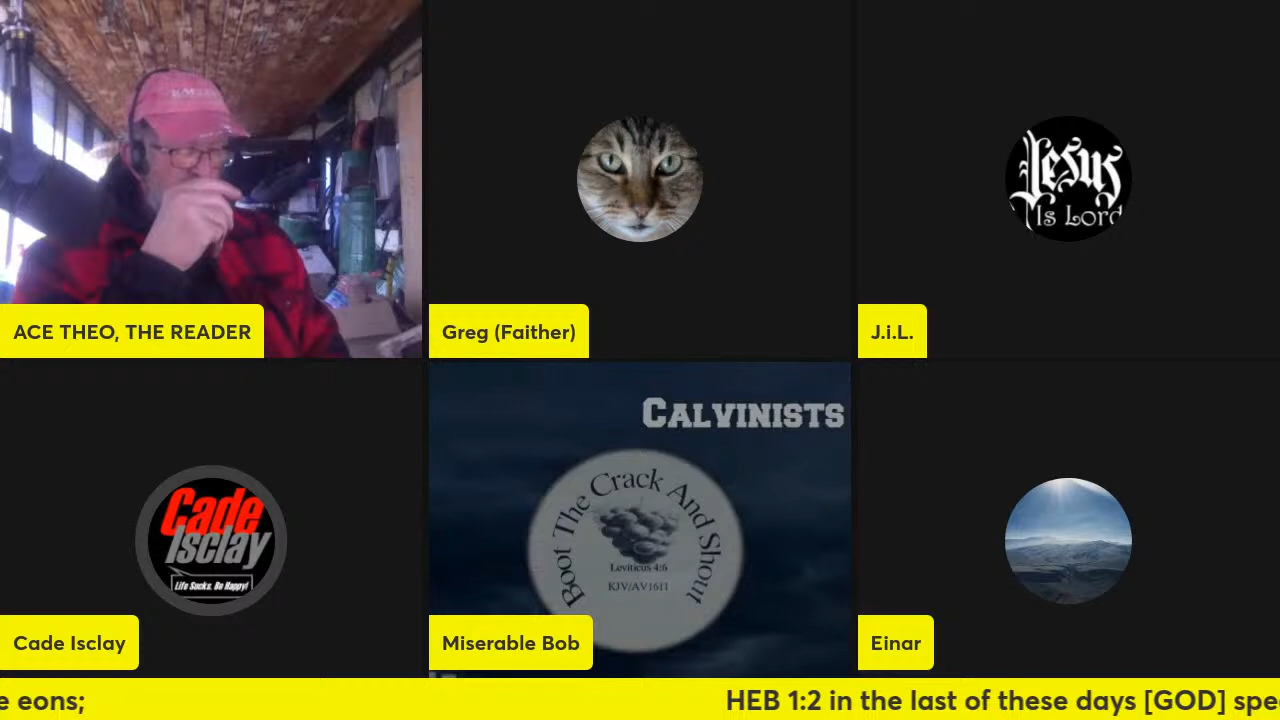 ACE THEO, THE READER
Greg (Faither)
Jesus
Is Lord
J.i.L.
Cade
Isclay
Life Sucks. Be Happy!
Cade Isclay
CALVINISTS
Boot The Crack And Shout
Leviticus 4:6
KJV/AV1611
Miserable Bob
Einar
e eons;
HEB 1:2 in the last of these days [GOD] spe